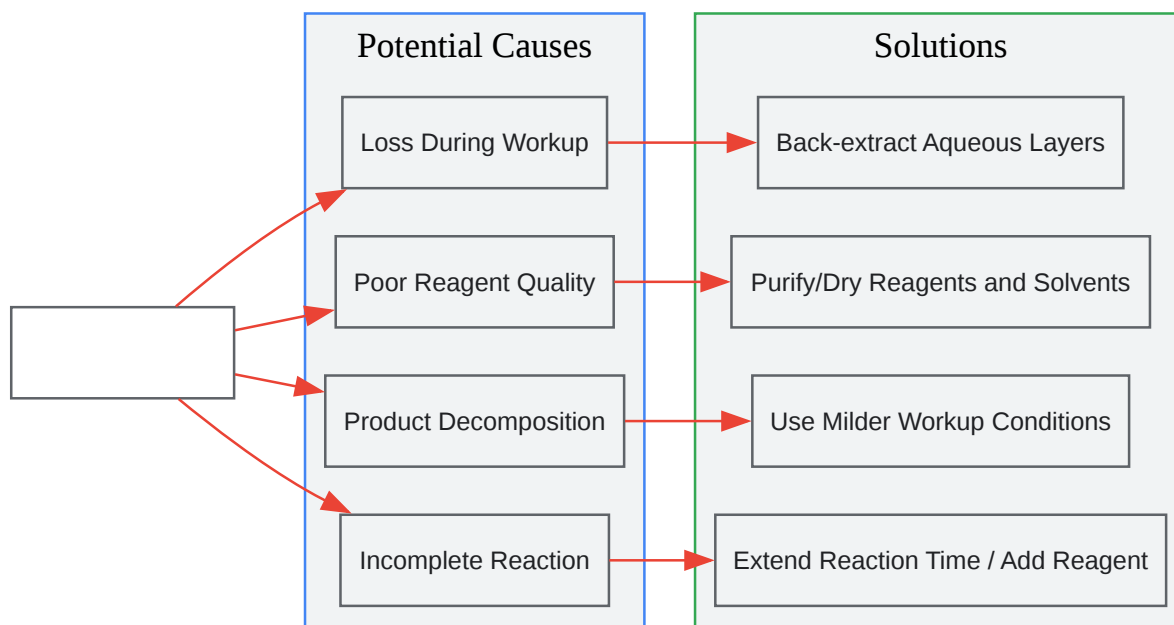 Potential Causes
Solutions
Loss During Workup
Back-extract Aqueous Layers
Poor Reagent Quality
Purify/Dry Reagents and Solvents
Product Decomposition
Use Milder Workup Conditions
Incomplete Reaction
Extend Reaction Time / Add Reagent